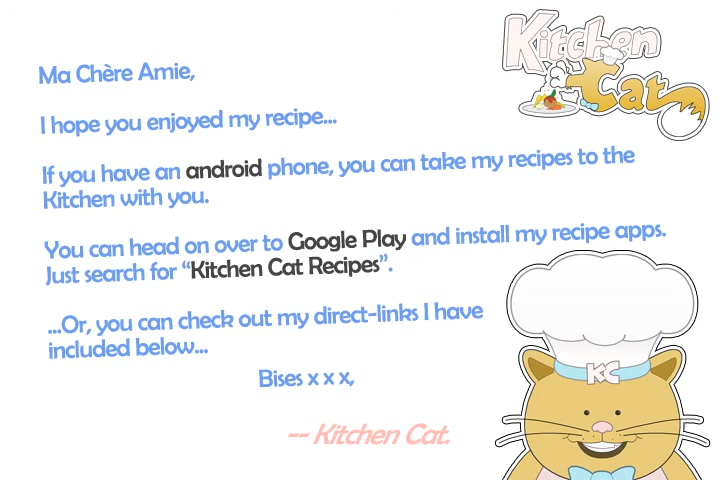 Kitchen
Cat
Ma Chère Amie,
I hope you enjoyed my recipe...
If you have an android phone, you can take my recipes to the
Kitchen with you.
You can head on over to Google Play and install my recipe apps.
Just search for “Kitchen Cat Recipes”.
...Or, you can check out my direct-links I have
included below...
Bises x x x,
-- Kitchen Cat.
KC